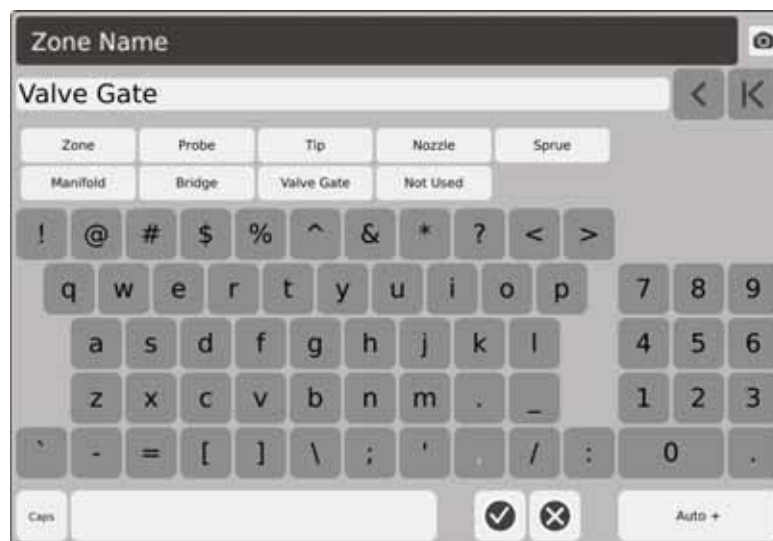 Zone Name
Valve Gate
Zone Probe Tip Nozzle Sprue
Manifold Bridge Valve Gate Not Used
! @ # $ % ^ & * ? < >
q w e r t y u i o p 7 8 9
a s d f g h j k l 4 5 6
z x c v b n m . _ 1 2 3
` - = [ ] \ ; ' / : 0 .
Caps Auto +